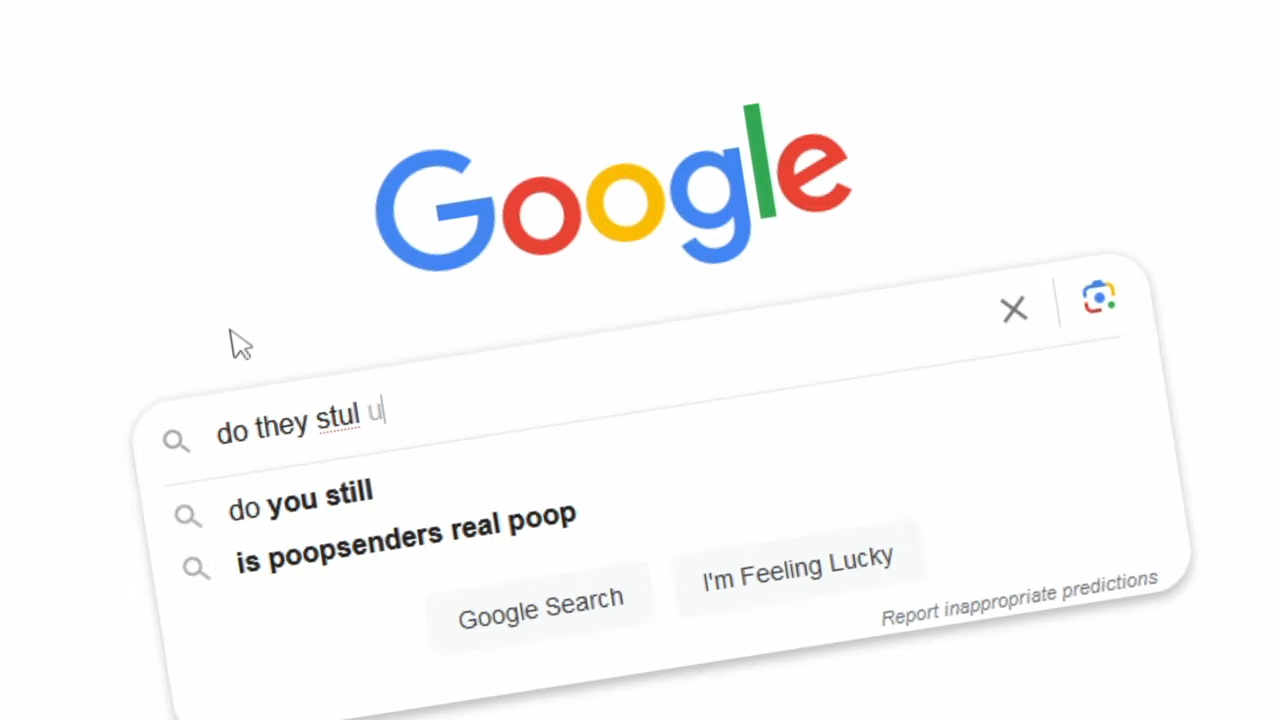 Google
do they stul u
do you still
is poopsenders real poop
Google Search
I'm Feeling Lucky
Report inappropriate predictions